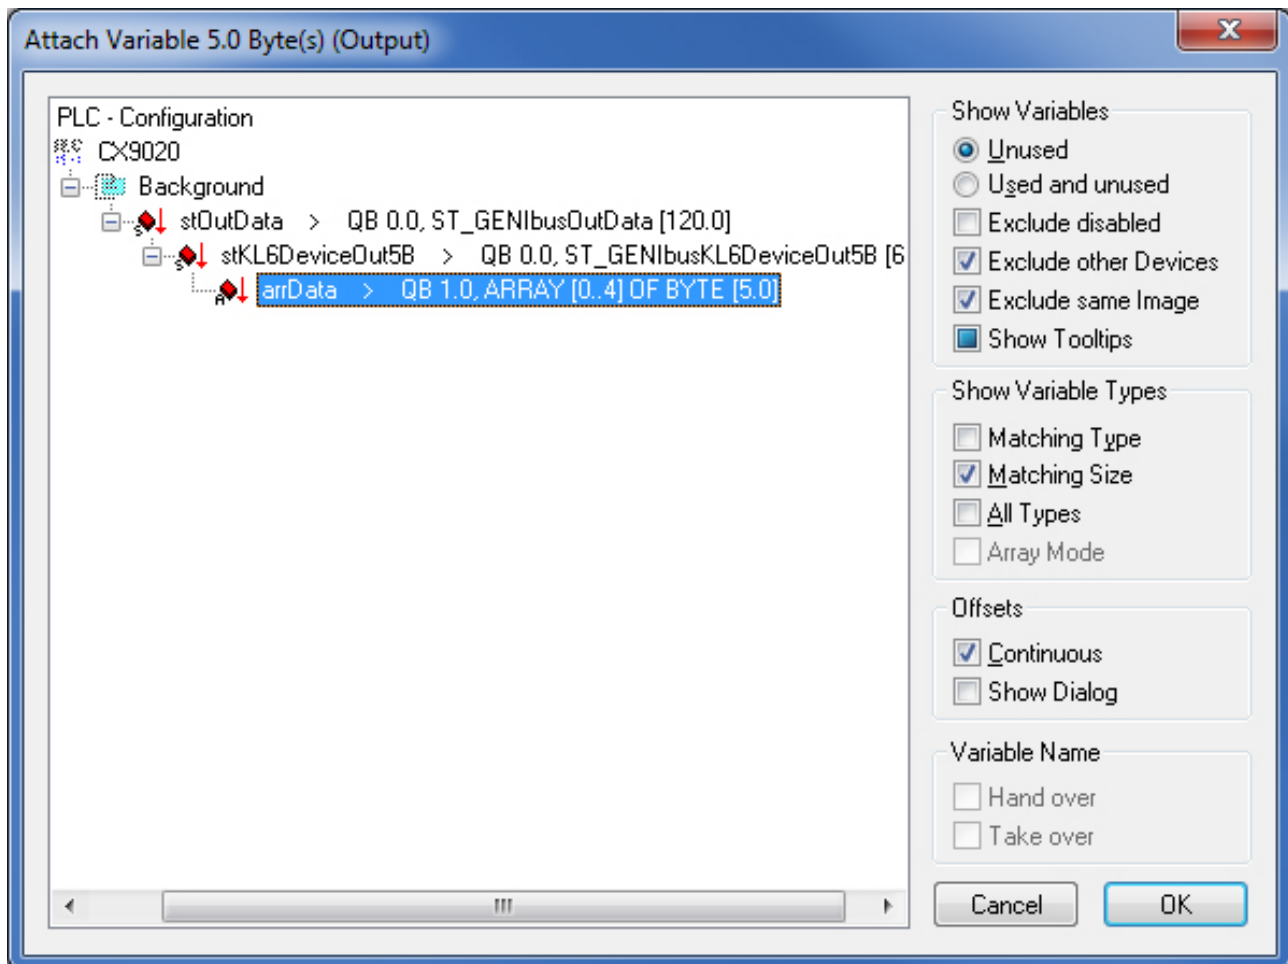 Attach Variable 5.0 Byte(s) (Output)
PLC - Configuration
CX9020
Background
stOutData > QB 0.0, ST_GENIbusOutData [120.0]
stKL6DeviceOut5B > QB 0.0, ST_GENIbusKL6DeviceOut5B [6
arrData > QB 1.0, ARRAY [0..4] OF BYTE [5.0]
Show Variables
Unused
Used and unused
Exclude disabled
Exclude other Devices
Exclude same Image
Show Tooltips
Show Variable Types
Matching Type
Matching Size
All Types
Array Mode
Offsets
Continuous
Show Dialog
Variable Name
Hand over
Take over
Cancel
OK